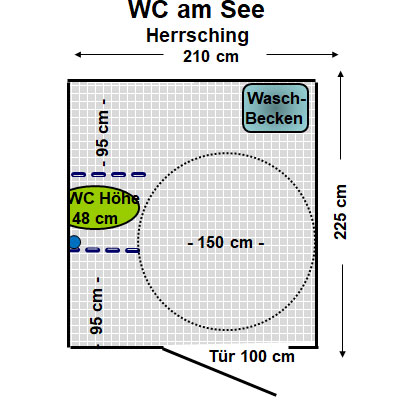 WC am See
Herrsching
210 cm
Wasch-
Becken
- 95 cm -
WC Höhe
48 cm
- 150 cm -
225 cm
95 cm -
Tür 100 cm